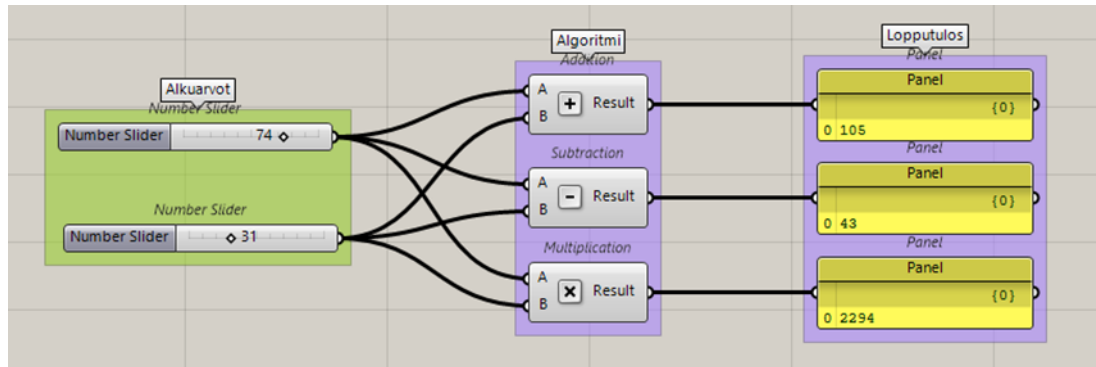 Alkuarvot
Number Slider
Number Slider 74
Number Slider
Number Slider 31
Algoritmi
Addition
A
B
+ Result
Subtraction
A
B
- Result
Multiplication
A
B
× Result
Lopputulos
Panel
Panel
{0}
0 105
Panel
Panel
{0}
0 43
Panel
Panel
{0}
0 2294